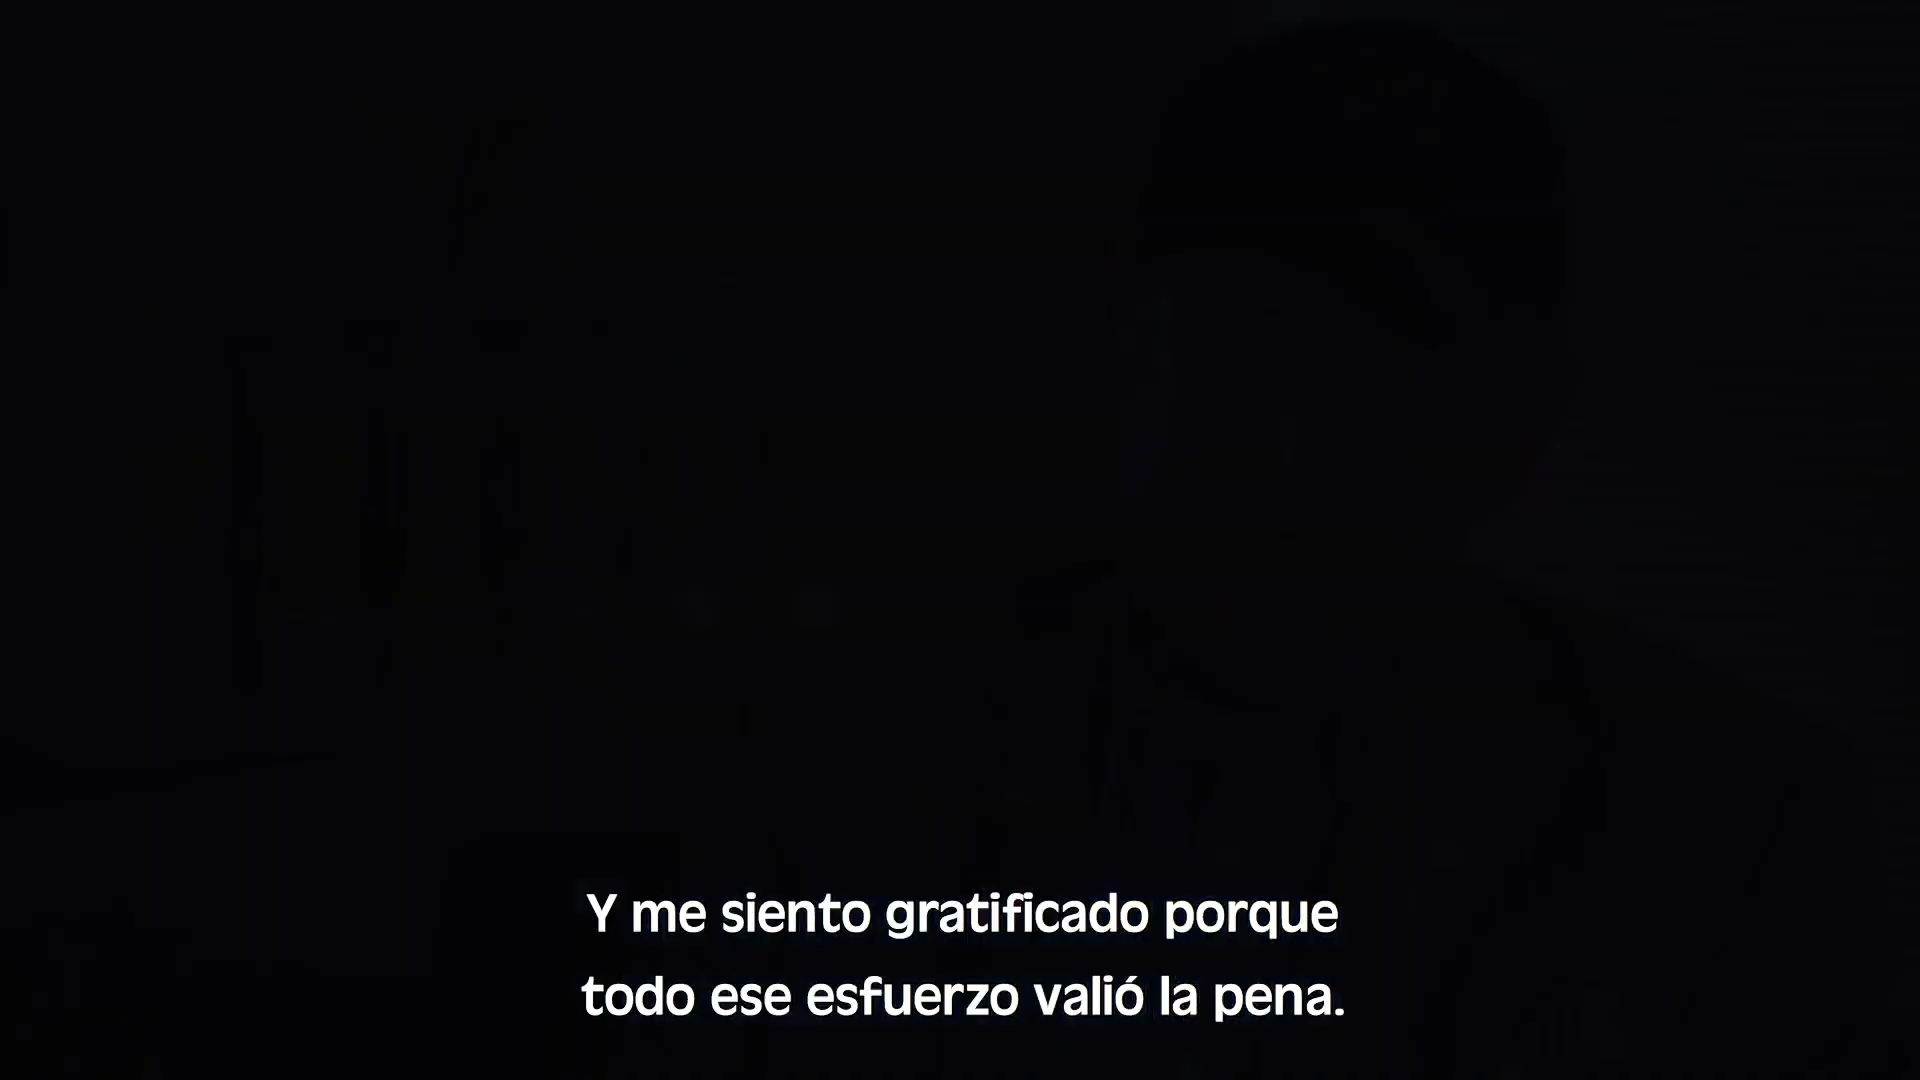 Y me siento gratificado porque
todo ese esfuerzo valió la pena.